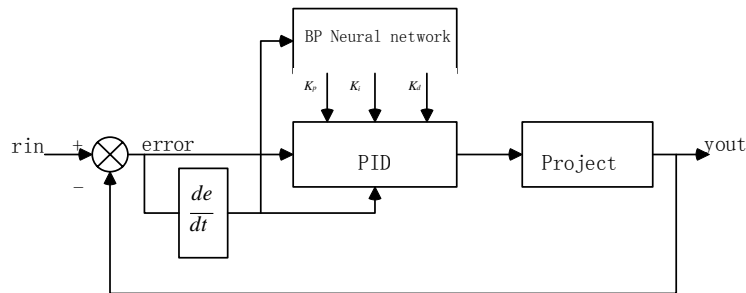 BP Neural network
Kp Ki Kd
rin + error PID Project yout
−
de
dt